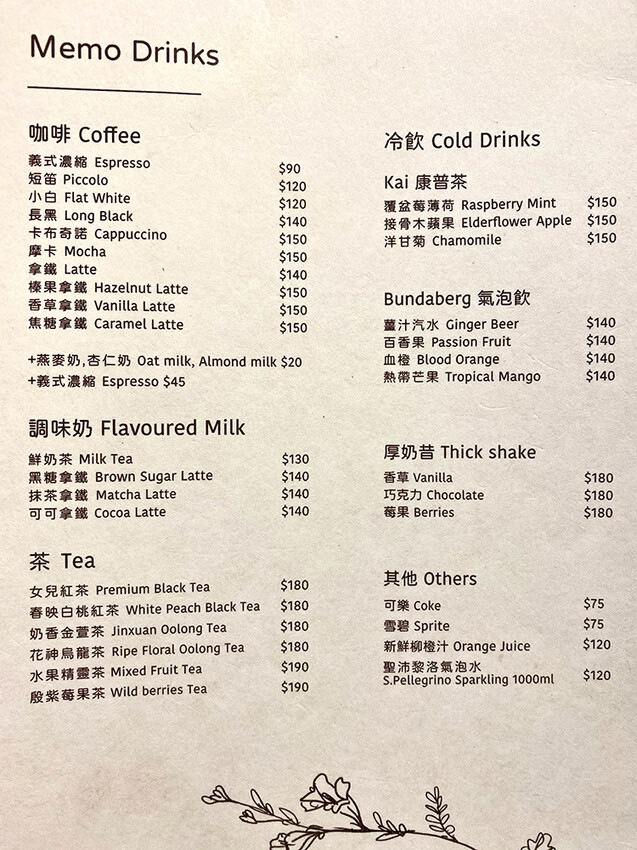 Memo Drinks
咖啡 Coffee
義式濃縮 Espresso $90
短笛 Piccolo $120
小白 Flat White $120
長黑 Long Black $140
卡布奇諾 Cappuccino $150
摩卡 Mocha $150
拿鐵 Latte $140
榛果拿鐵 Hazelnut Latte $150
香草拿鐵 Vanilla Latte $150
焦糖拿鐵 Caramel Latte $150
+燕麥奶,杏仁奶 Oat milk, Almond milk $20
+義式濃縮 Espresso $45
調味奶 Flavoured Milk
鮮奶茶 Milk Tea $130
黑糖拿鐵 Brown Sugar Latte $140
抹茶拿鐵 Matcha Latte $140
可可拿鐵 Cocoa Latte $140
茶 Tea
女兒紅茶 Premium Black Tea $180
春映白桃紅茶 White Peach Black Tea $180
奶香金萱茶 Jinxuan Oolong Tea $180
花神烏龍茶 Ripe Floral Oolong Tea $180
水果精靈茶 Mixed Fruit Tea $190
殷紫莓果茶 Wild berries Tea $190
冷飲 Cold Drinks
Kai 康普茶
覆盆莓薄荷 Raspberry Mint $150
接骨木蘋果 Elderflower Apple $150
洋甘菊 Chamomile $150
Bundaberg 氣泡飲
薑汁汽水 Ginger Beer $140
百香果 Passion Fruit $140
血橙 Blood Orange $140
熱帶芒果 Tropical Mango $140
厚奶昔 Thick shake
香草 Vanilla $180
巧克力 Chocolate $180
莓果 Berries $180
其他 Others
可樂 Coke $75
雪碧 Sprite $75
新鮮柳橙汁 Orange Juice $120
聖沛黎洛氣泡水
S.Pellegrino Sparkling 1000ml $120